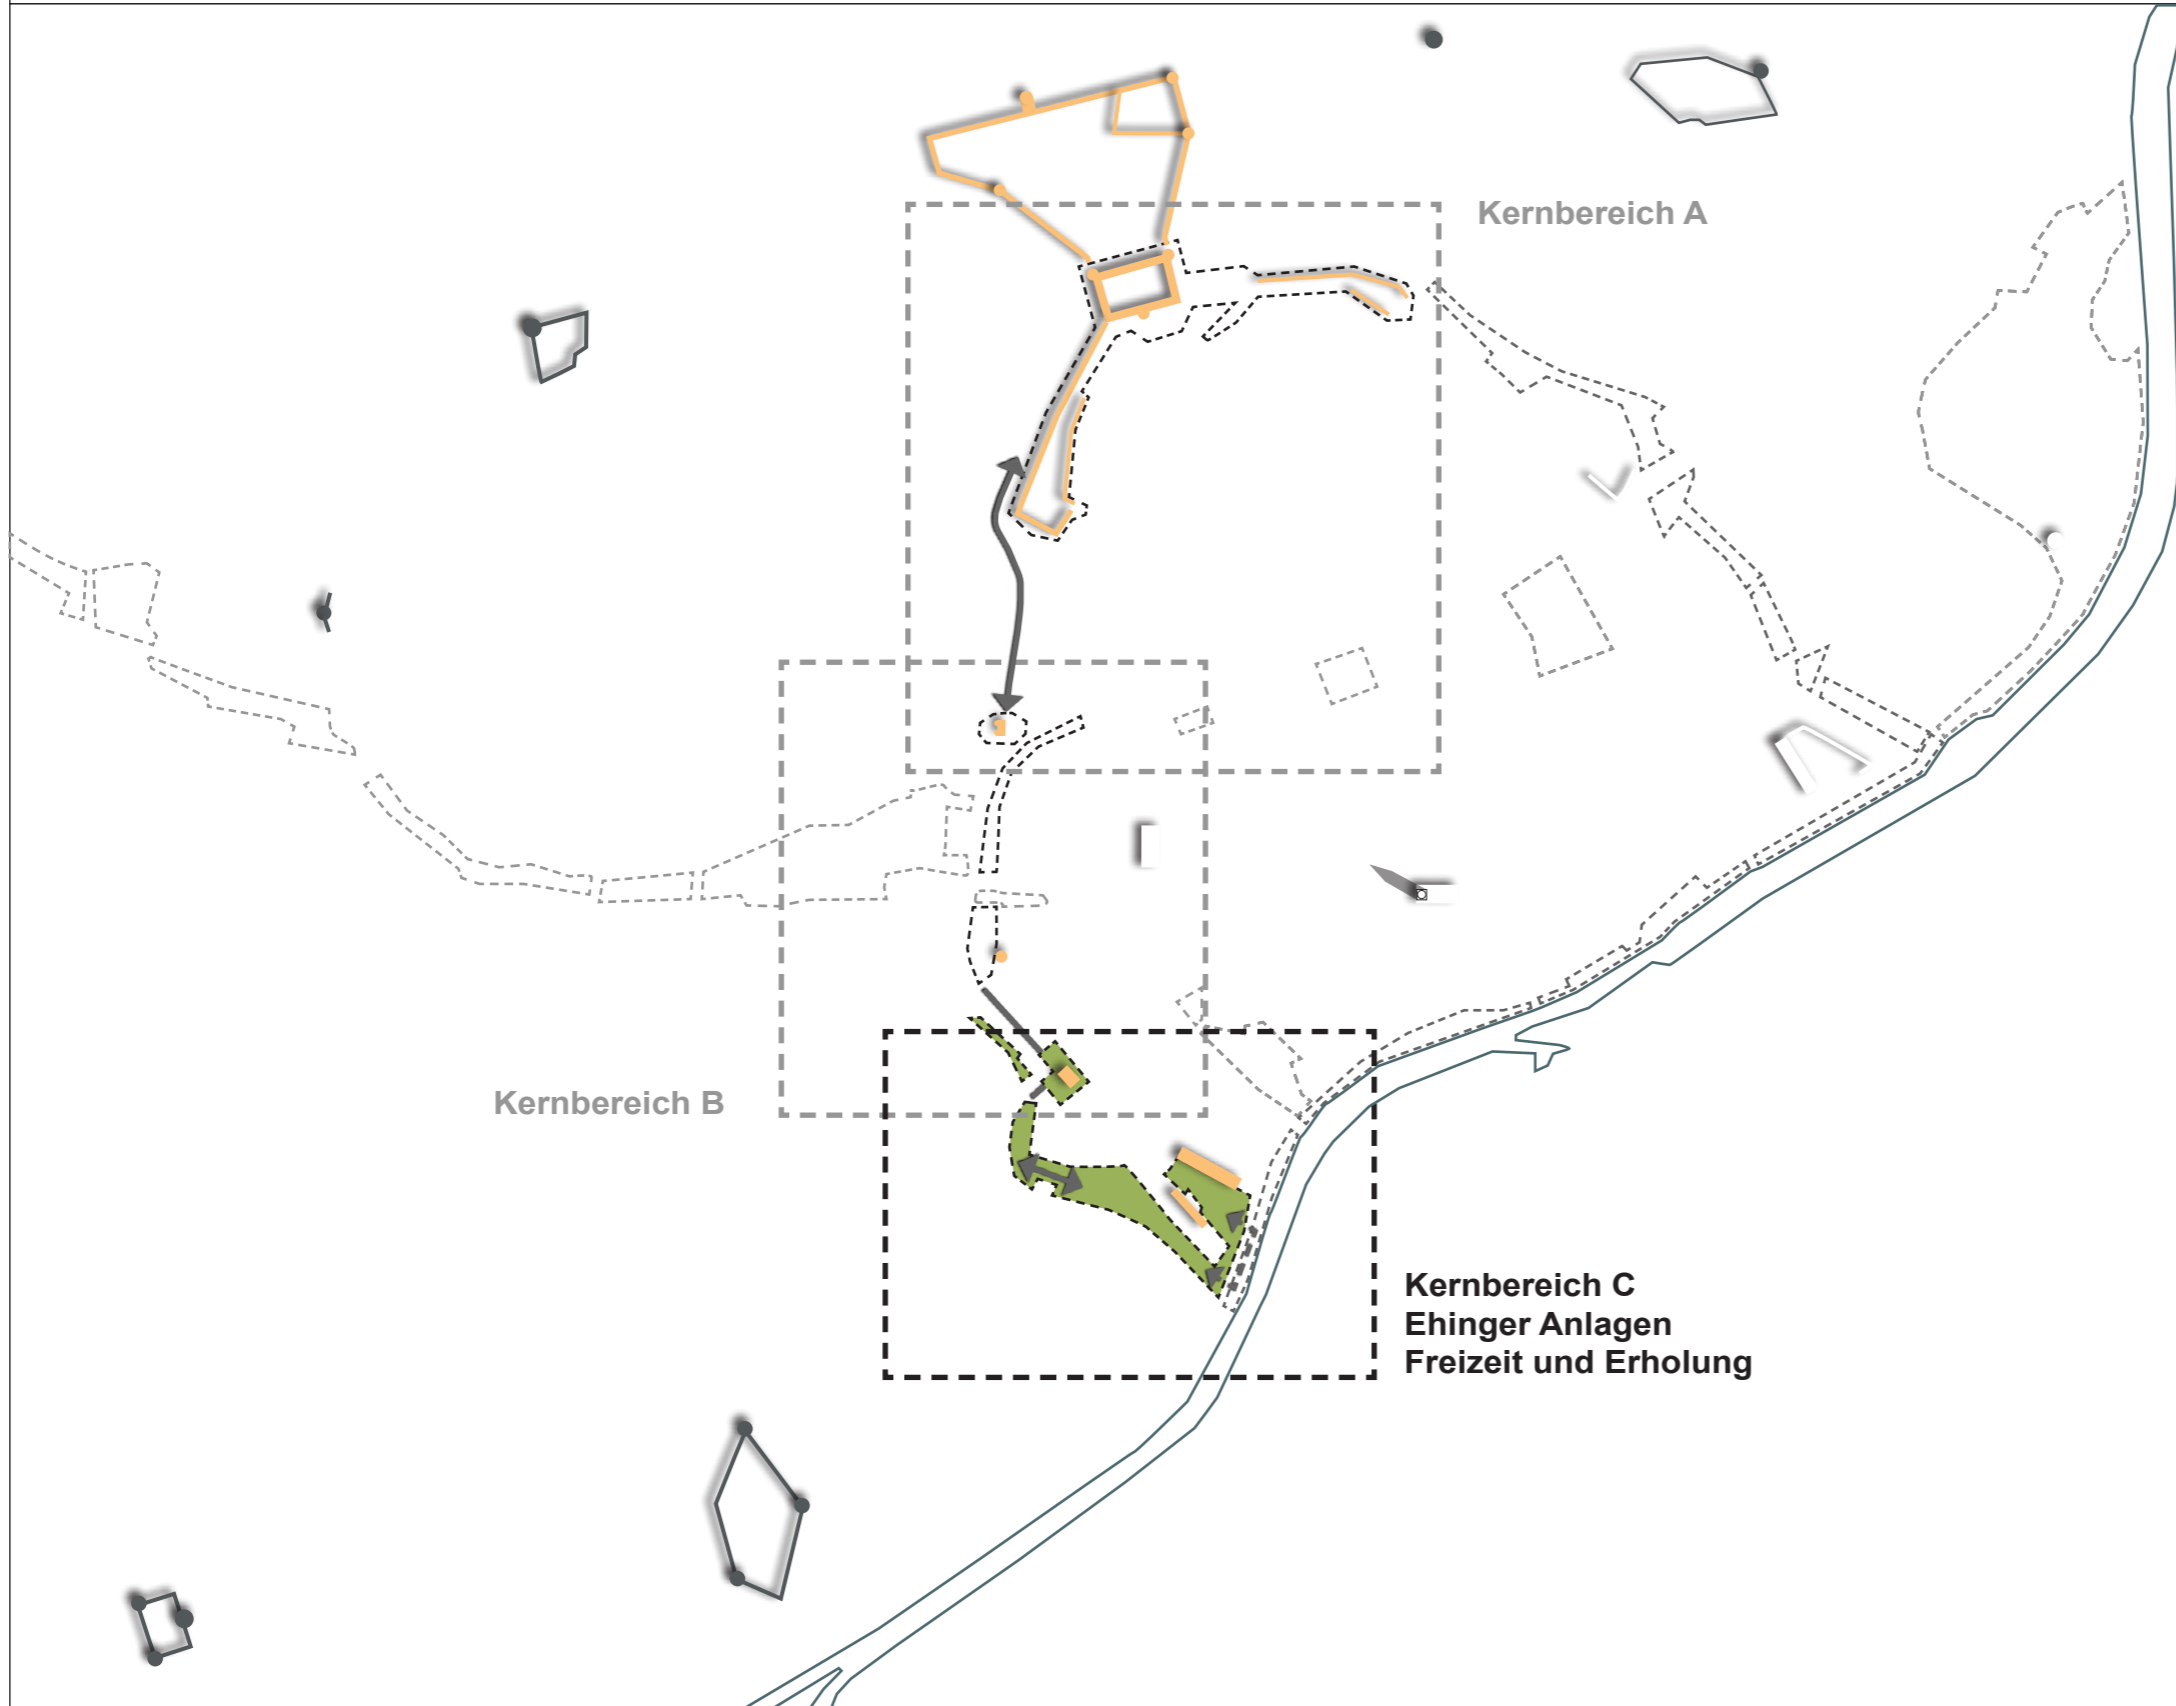 Kernbereich A
Kernbereich B
Kernbereich C
Ehinger Anlagen
Freizeit und Erholung